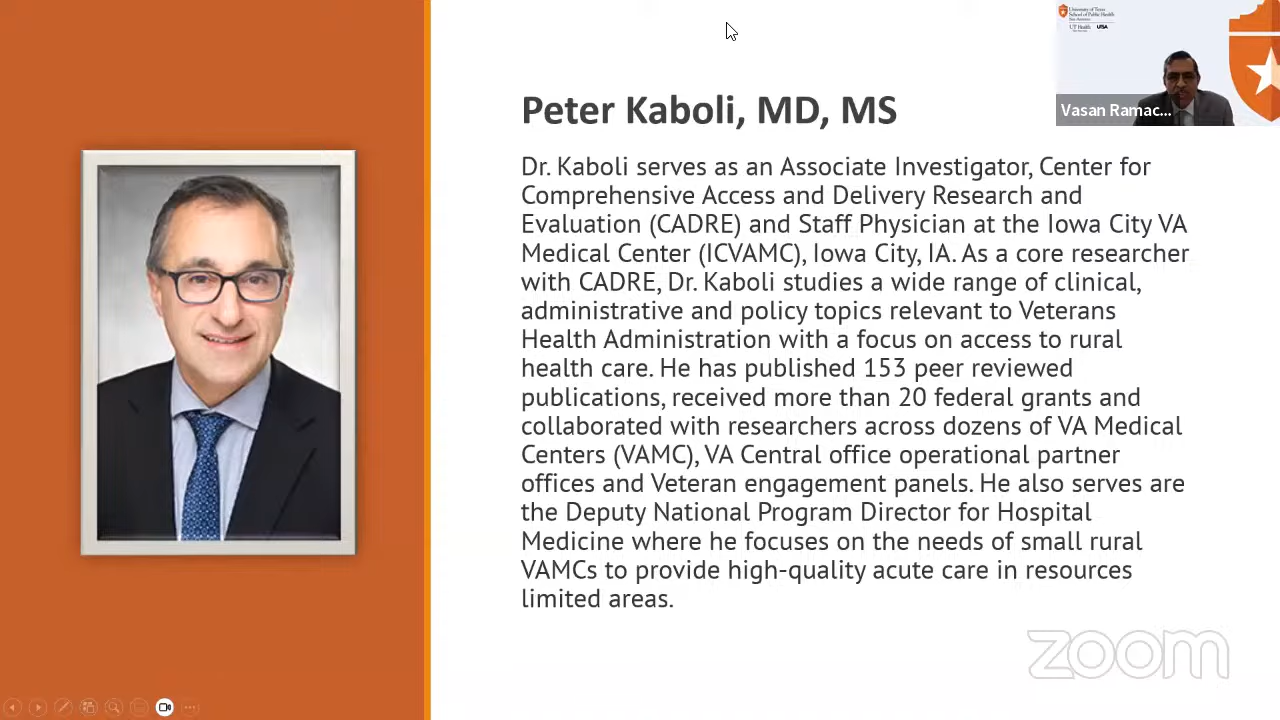 Peter Kaboli, MD, MS
Dr. Kaboli serves as an Associate Investigator, Center for
Comprehensive Access and Delivery Research and
Evaluation (CADRE) and Staff Physician at the Iowa City VA
Medical Center (ICVAMC), Iowa City, IA. As a core researcher
with CADRE, Dr. Kaboli studies a wide range of clinical,
administrative and policy topics relevant to Veterans
Health Administration with a focus on access to rural
health care. He has published 153 peer reviewed
publications, received more than 20 federal grants and
collaborated with researchers across dozens of VA Medical
Centers (VAMC), VA Central office operational partner
offices and Veteran engagement panels. He also serves are
the Deputy National Program Director for Hospital
Medicine where he focuses on the needs of small rural
VAMCs to provide high-quality acute care in resources
limited areas.
University of Texas
School of Public Health
San Antonio
UT Health
UTSA
Vasan Ramac...
zoom